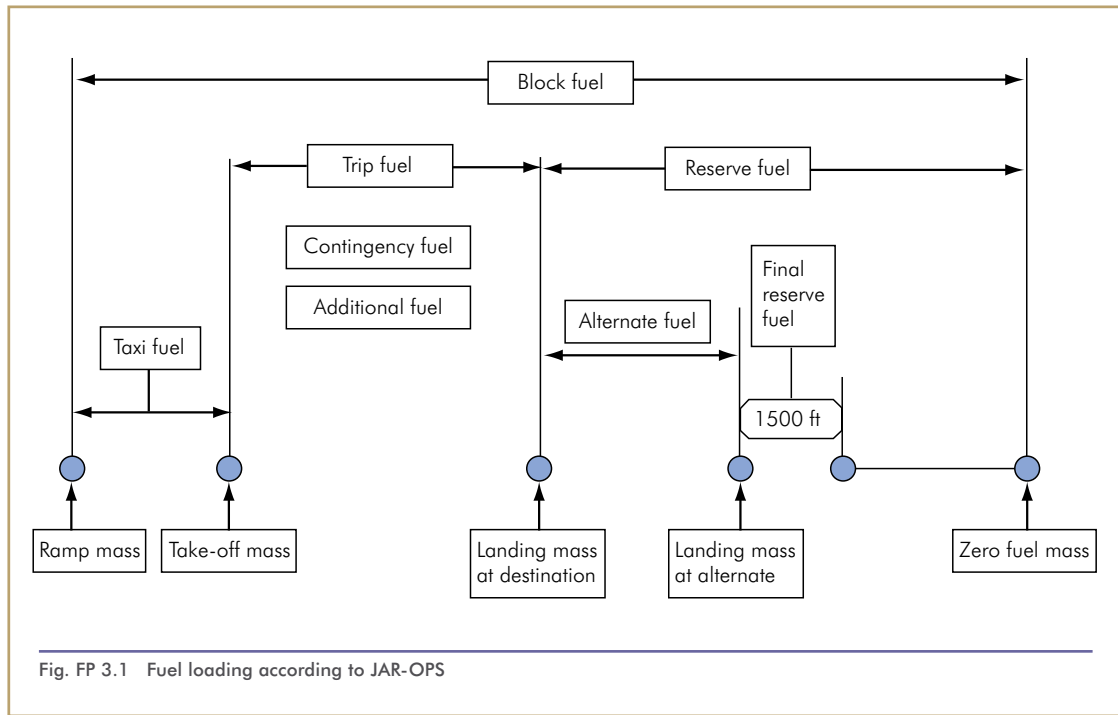 Block fuel
Trip fuel
Reserve fuel
Contingency fuel
Additional fuel
Final
reserve
fuel
Alternate fuel
Taxi fuel
1500 ft
Ramp mass
Take-off mass
Landing mass
at destination
Landing mass
at alternate
Zero fuel mass
Fig. FP 3.1 Fuel loading according to JAR-OPS